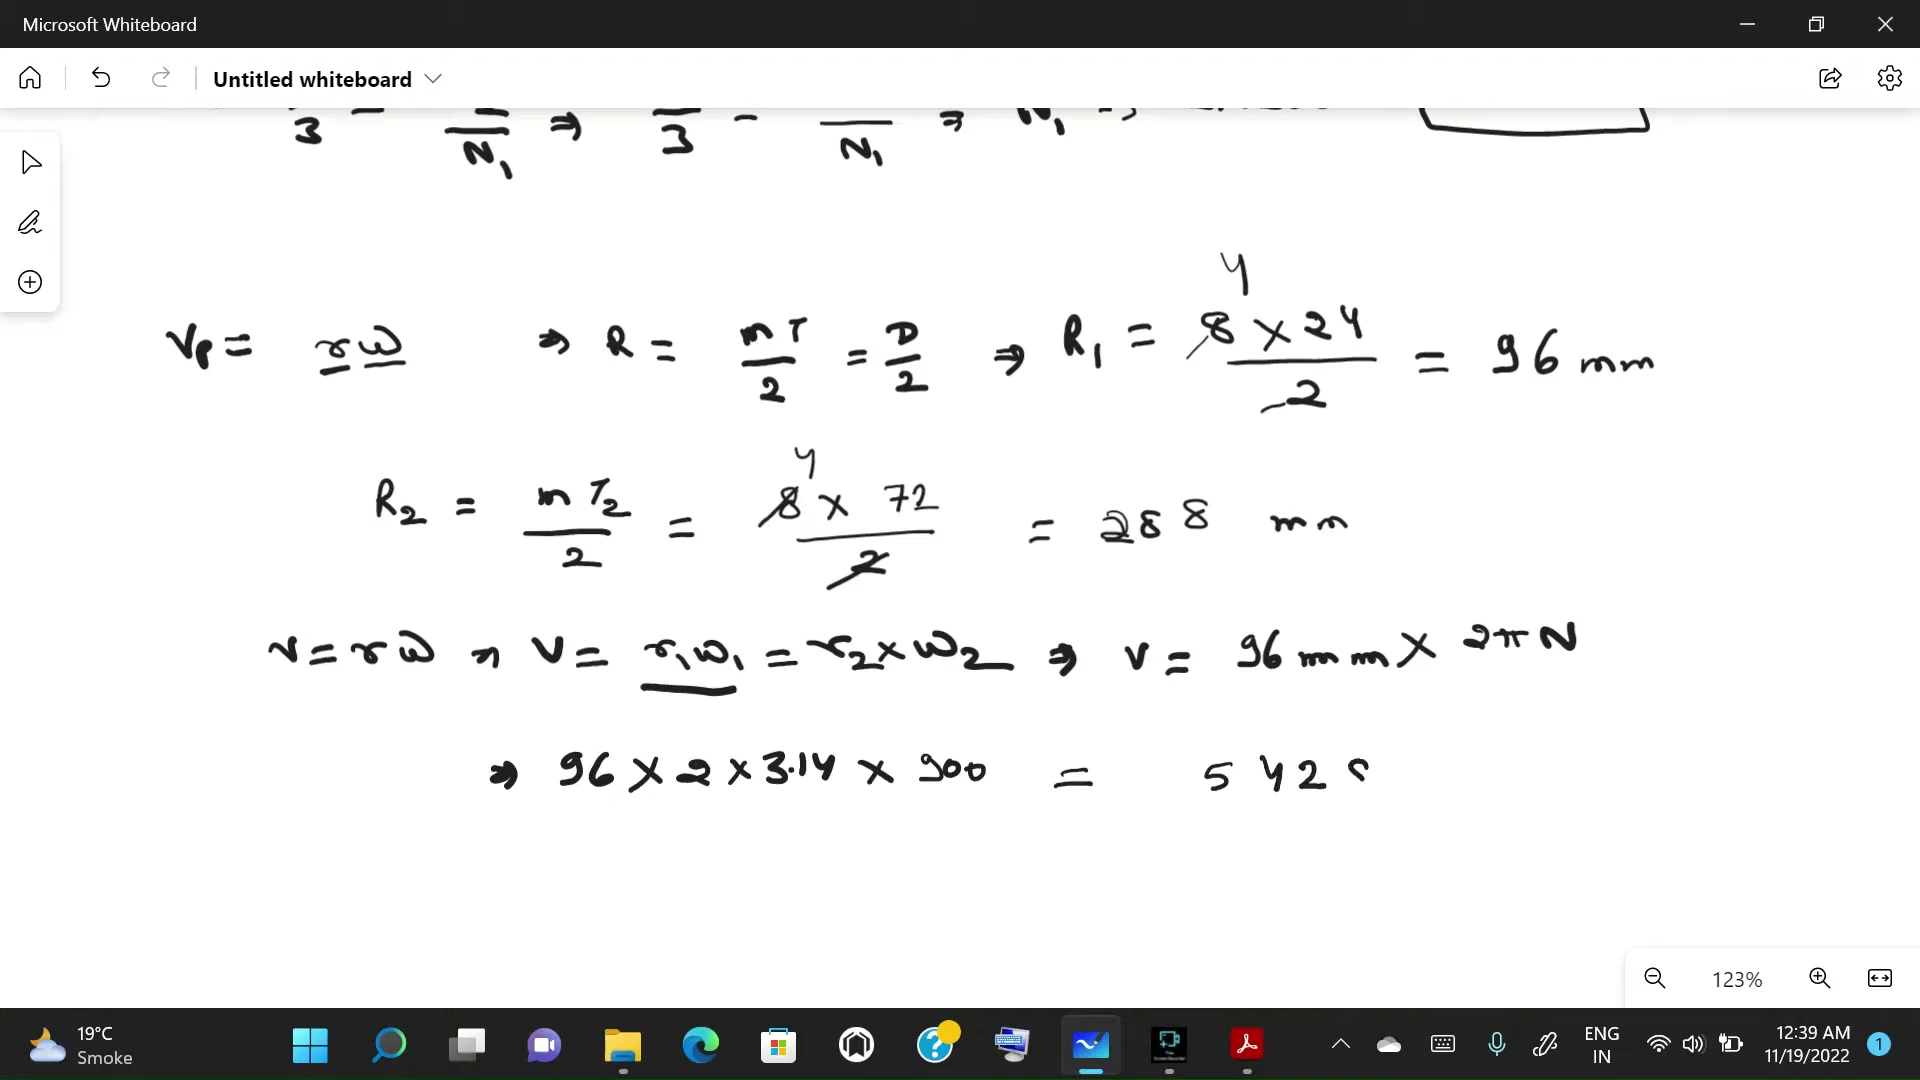 Microsoft Whiteboard
Untitled whiteboard
3 = N₁ ⇒ 3 = N₁ ⇒ N₁ =
Vp = rω ⇒ R = mT/2 = D/2 ⇒ R₁ = 8 × 24/2 = 96 mm
4
R₂ = mT₂/2 = 8 × 72/2 = 288 mm
4
v = rω ⇒ V = r₁ω₁ = r₂ × ω₂ ⇒ v = 96 mm × 2πN
⇒ 96 × 2 × 3.14 × 900 = 542
123%
19°C
Smoke
ENG
IN
12:39 AM
11/19/2022
1